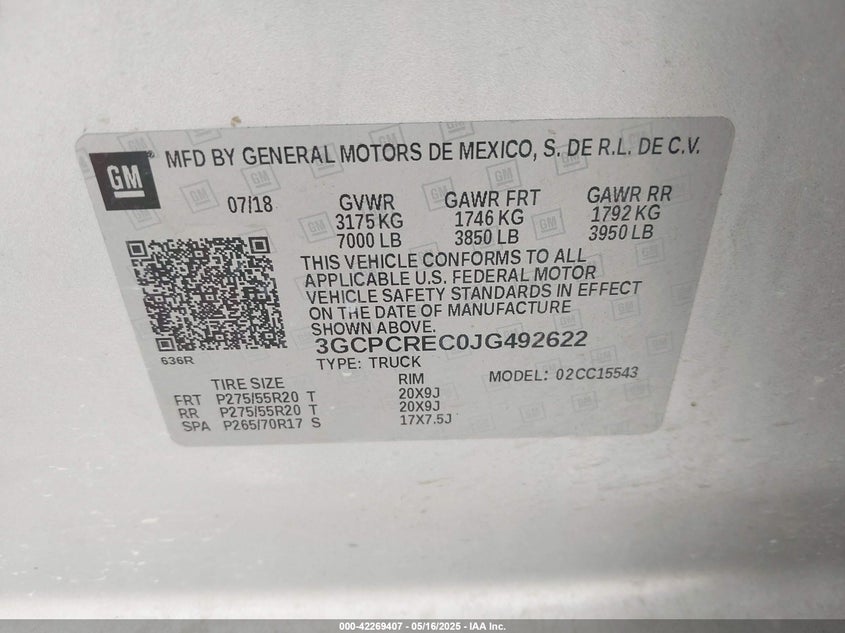 GM
MFD BY GENERAL MOTORS DE MEXICO, S. DE R.L. DE C.V.
07/18 GVWR GAWR FRT GAWR RR
3175 KG 1746 KG 1792 KG
7000 LB 3850 LB 3950 LB
THIS VEHICLE CONFORMS TO ALL
APPLICABLE U.S. FEDERAL MOTOR
VEHICLE SAFETY STANDARDS IN EFFECT
ON THE DATE OF MANUFACTURE
SHOWN ABOVE.
3GCPCREC0JG492622
636R
TYPE: TRUCK
MODEL: 02CC15543
TIRE SIZE RIM
FRT P275/55R20 T 20X9J
RR P275/55R20 T 20X9J
SPA P265/70R17 S 17X7.5J
000-42269407 - 05/16/2025 - IAA Inc.